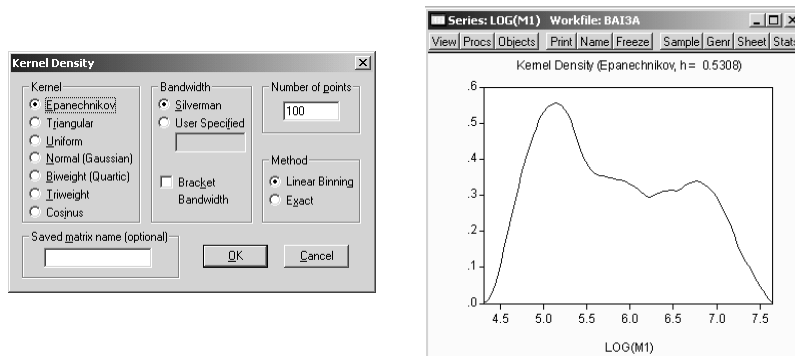 Kernel Density
Kernel
Epanechnikov
Triangular
Uniform
Normal (Gaussian)
Biweight (Quartic)
Triweight
Cosinus
Bandwidth
Silverman
User Specified
Bracket
Bandwidth
Number of points
100
Method
Linear Binning
Exact
Saved matrix name (optional)
OK
Cancel
Series: LOG(M1) Workfile: BAI3A
View Procs Objects Print Name Freeze Sample Genr Sheet Stats
Kernel Density (Epanechnikov, h = 0.5308)
.6
.5
.4
.3
.2
.1
.0
4.5 5.0 5.5 6.0 6.5 7.0 7.5
LOG(M1)